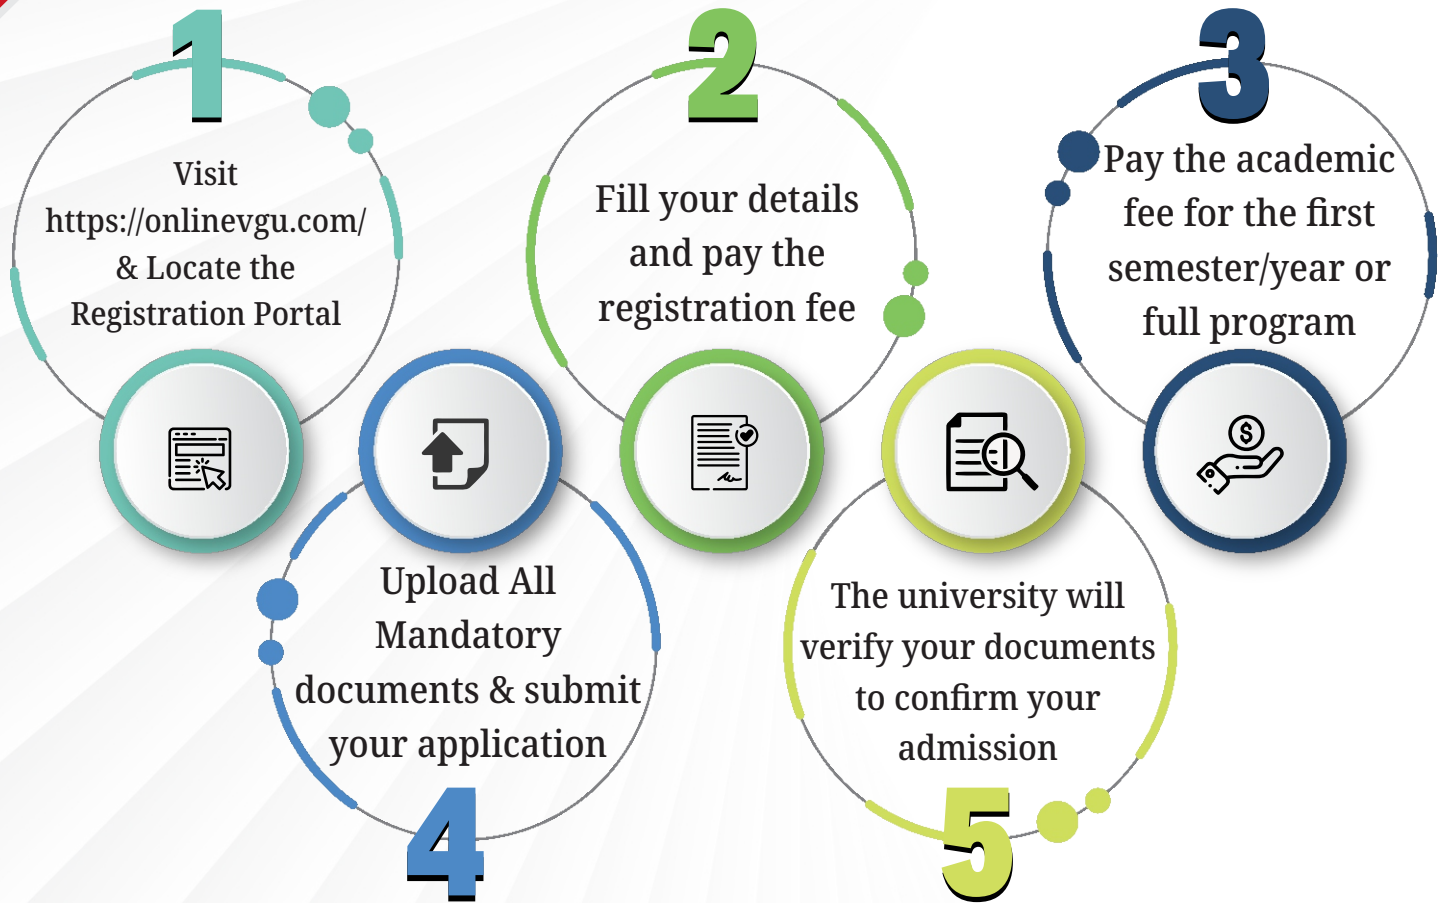 1
Visit
https://onlinevgu.com/
& Locate the
Registration Portal
2
Fill your details
and pay the
registration fee
3
Pay the academic
fee for the first
semester/year or
full program
$
4
Upload All
Mandatory
documents & submit
your application
5
The university will
verify your documents
to confirm your
admission